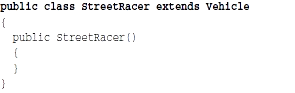 public class StreetRacer extends Vehicle
{
  public StreetRacer()
  {
  }
}